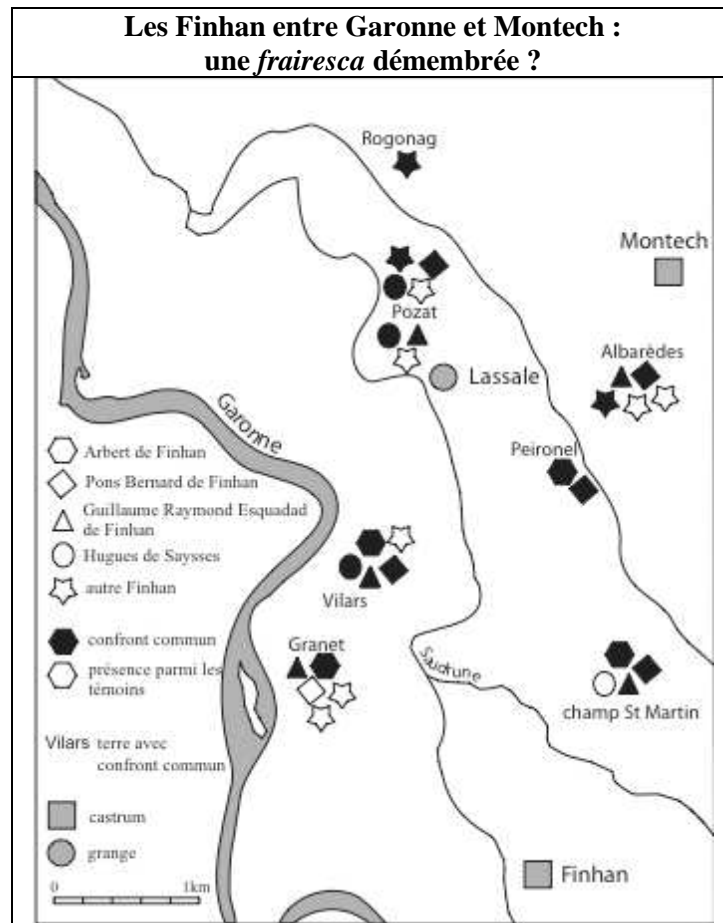 Les Finhan entre Garonne et Montech :
une frairesca démembrée ?
Rogonag
Montech
Pozat
Lassale
Albarèdes
Garonne
Peironel
Arbert de Finhan
Pons Bernard de Finhan
Guillaume Raymond Esquadad
de Finhan
Hugues de Saysses
autre Finhan
Vilars
Granet
confront commun
présence parmi les
témoins
champ St Martin
Vilars terre avec
confront commun
castrum
grange
Finhan
0 1km